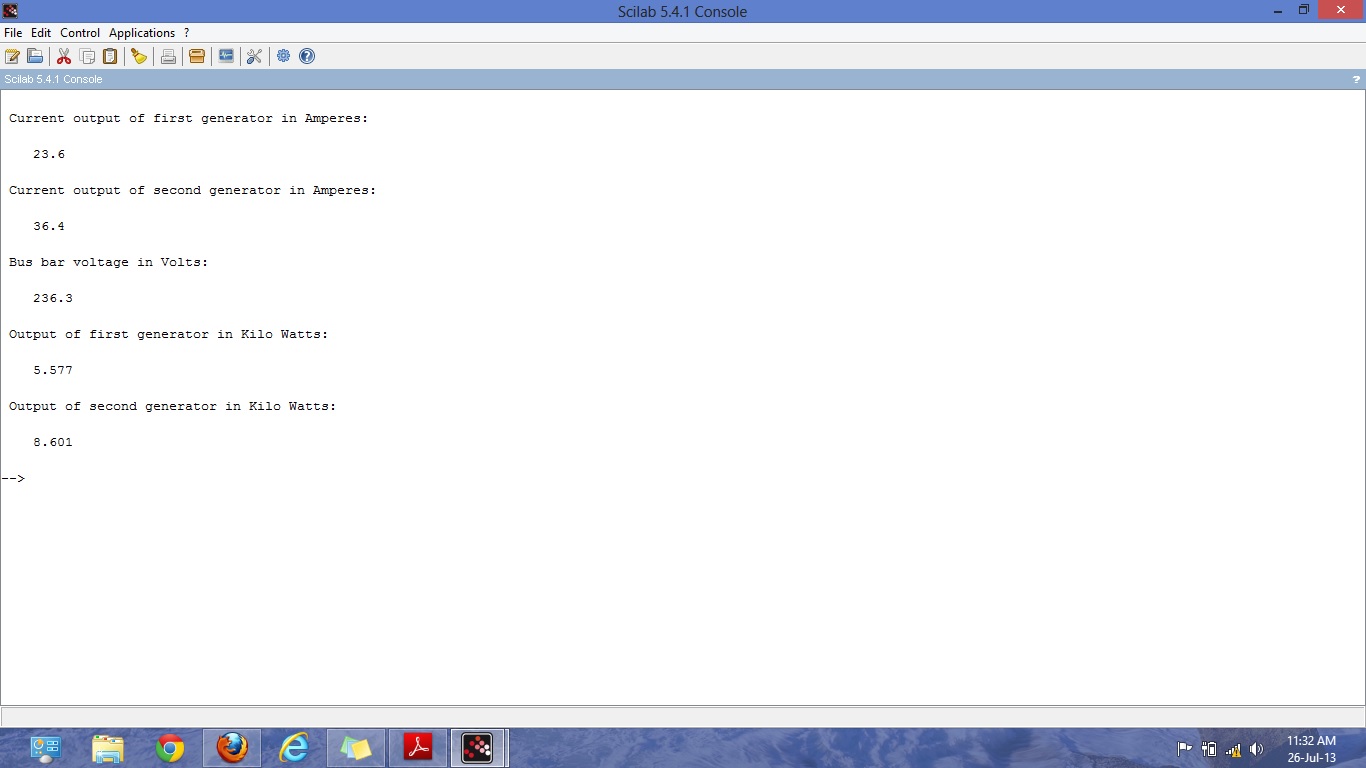 Scilab 5.4.1 Console
File Edit Control Applications ?
Scilab 5.4.1 Console ?
Current output of first generator in Amperes:
23.6
Current output of second generator in Amperes:
36.4
Bus bar voltage in Volts:
236.3
Output of first generator in Kilo Watts:
5.577
Output of second generator in Kilo Watts:
8.601
-->
11:32 AM
26-Jul-13